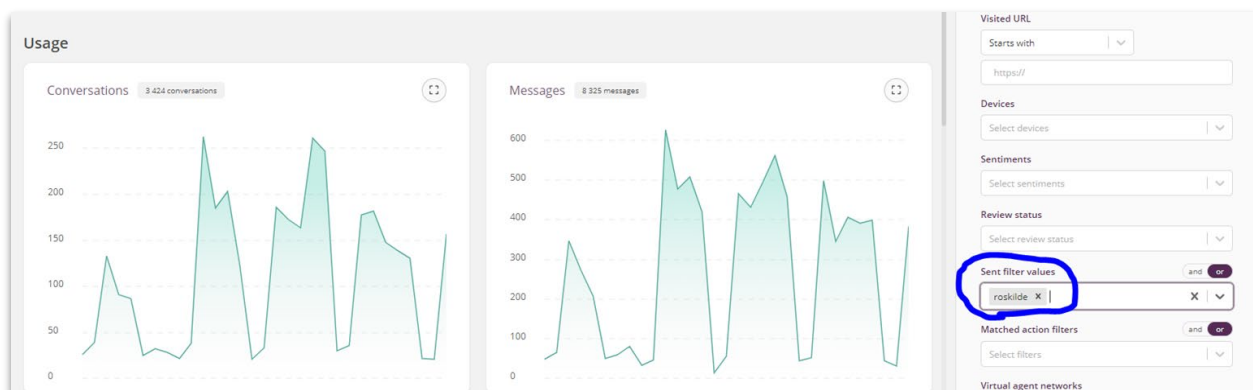 Usage
Conversations 3 424 conversations
250
200
150
100
50
0
Messages 8 325 messages
600
500
400
300
200
100
0
Visited URL
Starts with
https://
Devices
Select devices
Sentiments
Select sentiments
Review status
Select review status
Sent filter values and or
roskilde x
Matched action filters and or
Select filters
Virtual agent networks